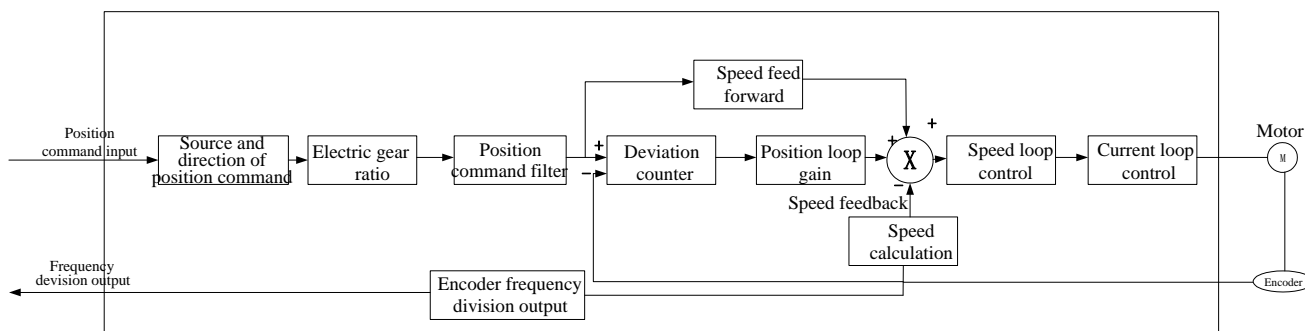 Speed feed
forward
Position
command input
Source and
direction of
position command
Electric gear
ratio
Position
command filter
+
−
Deviation
counter
Position loop
gain
+
+
X
−
Speed loop
control
Current loop
control
Motor
M
Speed feedback
Speed
calculation
Frequency
devision output
Encoder frequency
division output
Encoder